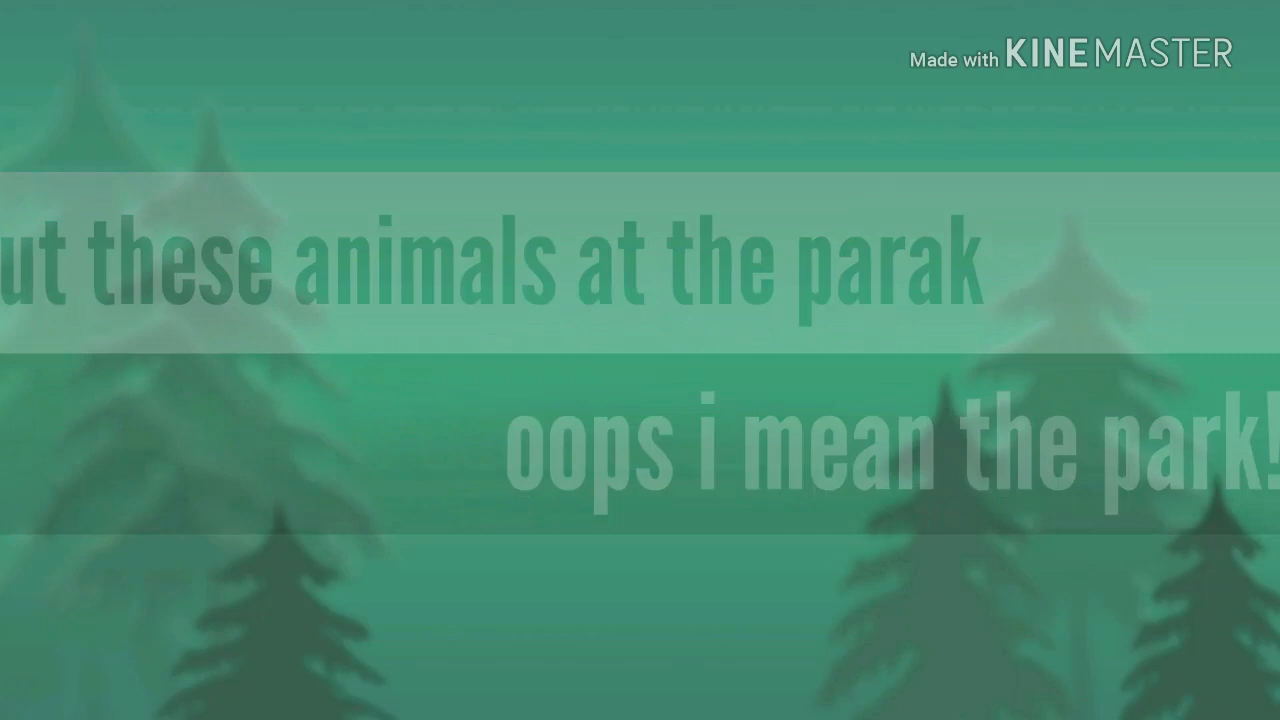 Made with KINEMASTER
ut these animals at the parak
oops i mean the park!